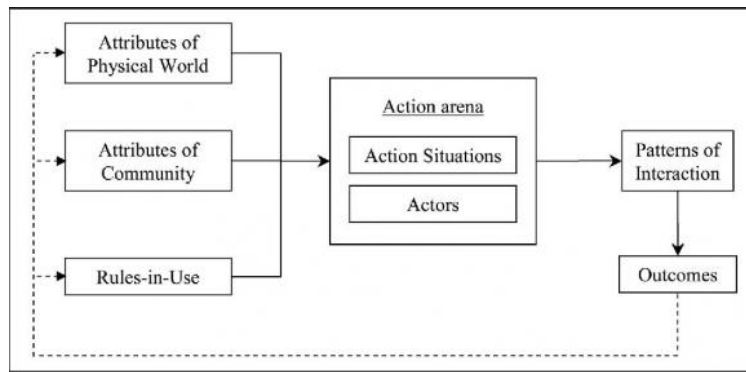 Attributes of
Physical World
Attributes of
Community
Rules-in-Use
Action arena
Action Situations
Actors
Patterns of
Interaction
Outcomes